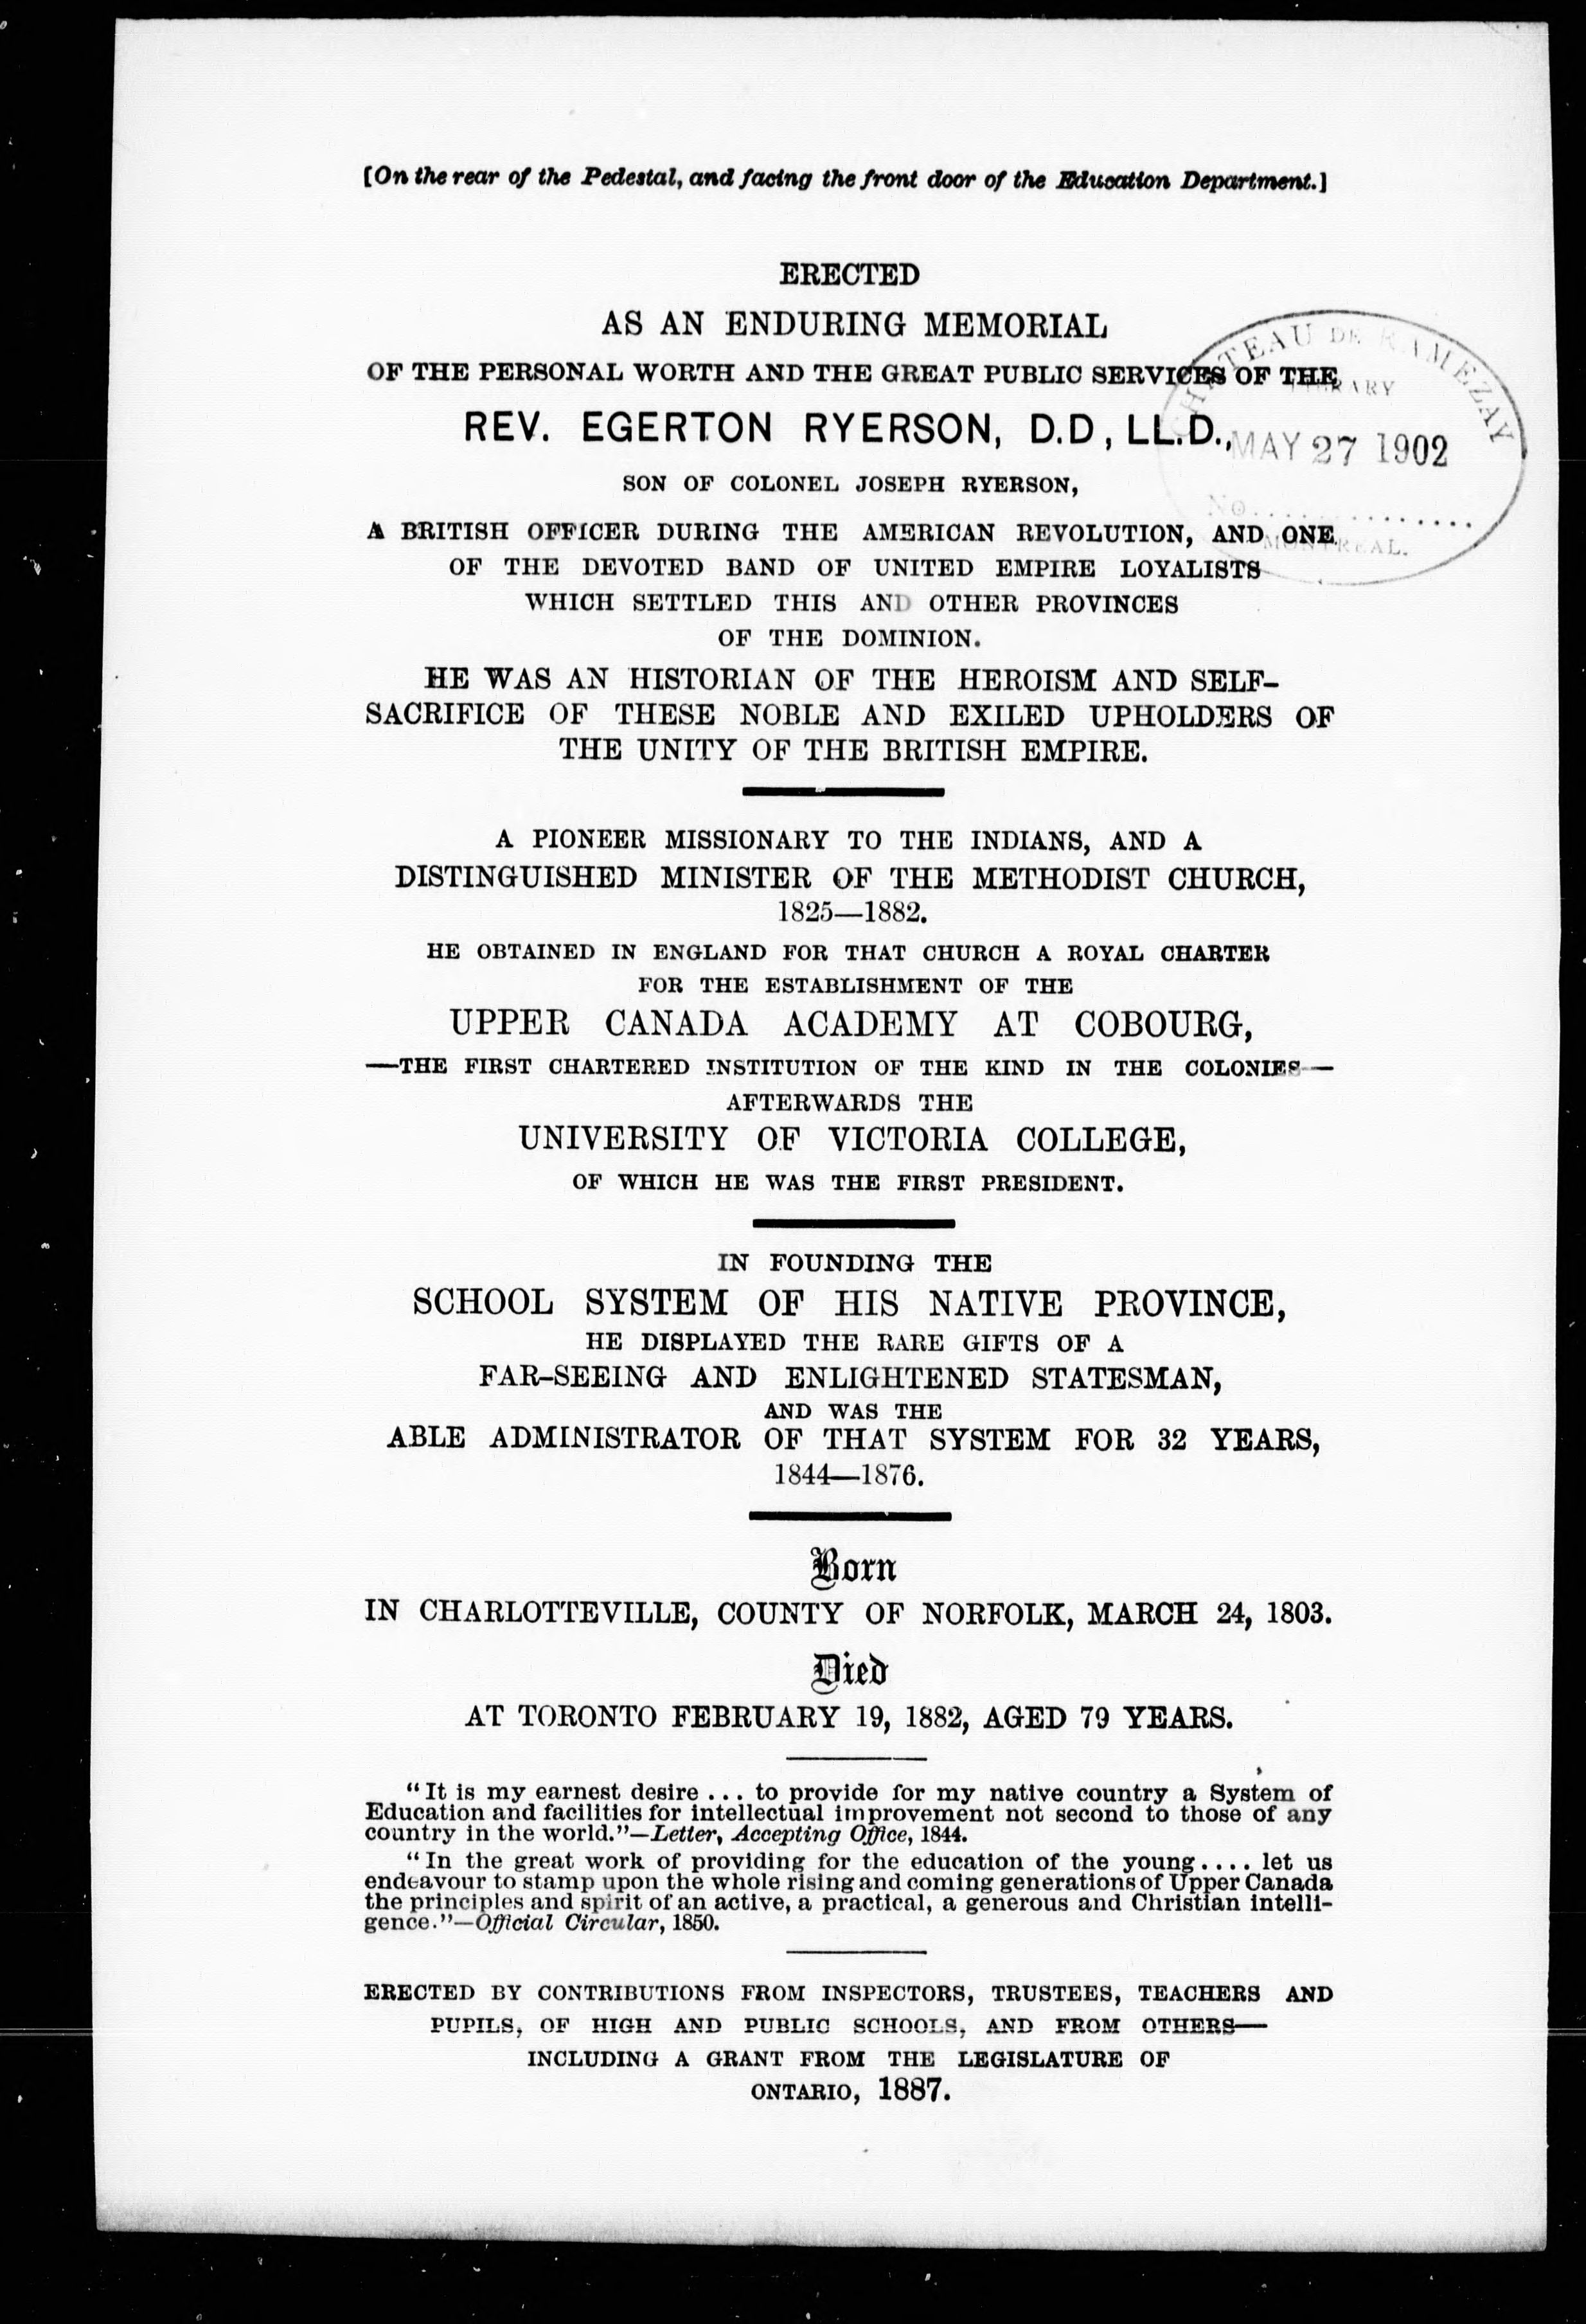 [On the rear of the Pedestal, and facing the front door of the Education Department.]
ERECTED
AS AN ENDURING MEMORIAL
OF THE PERSONAL WORTH AND THE GREAT PUBLIC SERVICES OF THE
REV. EGERTON RYERSON, D.D, LL.D.,
SON OF COLONEL JOSEPH RYERSON,
A BRITISH OFFICER DURING THE AMERICAN REVOLUTION, AND ONE
OF THE DEVOTED BAND OF UNITED EMPIRE LOYALISTS
WHICH SETTLED THIS AND OTHER PROVINCES
OF THE DOMINION.
HE WAS AN HISTORIAN OF THE HEROISM AND SELF-
SACRIFICE OF THESE NOBLE AND EXILED UPHOLDERS OF
THE UNITY OF THE BRITISH EMPIRE.
CHATEAU DE RAMEZAY
LIBRARY
MAY 27 1902
No...............
MONTREAL.
A PIONEER MISSIONARY TO THE INDIANS, AND A
DISTINGUISHED MINISTER OF THE METHODIST CHURCH,
1825—1882.
HE OBTAINED IN ENGLAND FOR THAT CHURCH A ROYAL CHARTER
FOR THE ESTABLISHMENT OF THE
UPPER CANADA ACADEMY AT COBOURG,
—THE FIRST CHARTERED INSTITUTION OF THE KIND IN THE COLONIES—
AFTERWARDS THE
UNIVERSITY OF VICTORIA COLLEGE,
OF WHICH HE WAS THE FIRST PRESIDENT.
IN FOUNDING THE
SCHOOL SYSTEM OF HIS NATIVE PROVINCE,
HE DISPLAYED THE RARE GIFTS OF A
FAR-SEEING AND ENLIGHTENED STATESMAN,
AND WAS THE
ABLE ADMINISTRATOR OF THAT SYSTEM FOR 32 YEARS,
1844—1876.
Born
IN CHARLOTTEVILLE, COUNTY OF NORFOLK, MARCH 24, 1803.
Died
AT TORONTO FEBRUARY 19, 1882, AGED 79 YEARS.
"It is my earnest desire ... to provide for my native country a System of
Education and facilities for intellectual improvement not second to those of any
country in the world."—Letter, Accepting Office, 1844.
"In the great work of providing for the education of the young.... let us
endeavour to stamp upon the whole rising and coming generations of Upper Canada
the principles and spirit of an active, a practical, a generous and Christian intelli-
gence."—Official Circular, 1850.
ERECTED BY CONTRIBUTIONS FROM INSPECTORS, TRUSTEES, TEACHERS AND
PUPILS, OF HIGH AND PUBLIC SCHOOLS, AND FROM OTHERS—
INCLUDING A GRANT FROM THE LEGISLATURE OF
ONTARIO, 1887.